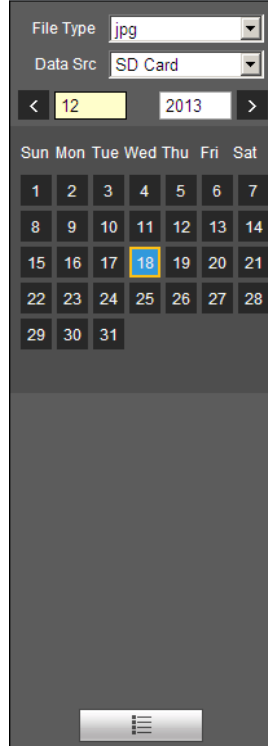 File Type jpg
Data Src SD Card
< 12 2013 >
Sun Mon Tue Wed Thu Fri Sat
1 2 3 4 5 6 7
8 9 10 11 12 13 14
15 16 17 18 19 20 21
22 23 24 25 26 27 28
29 30 31